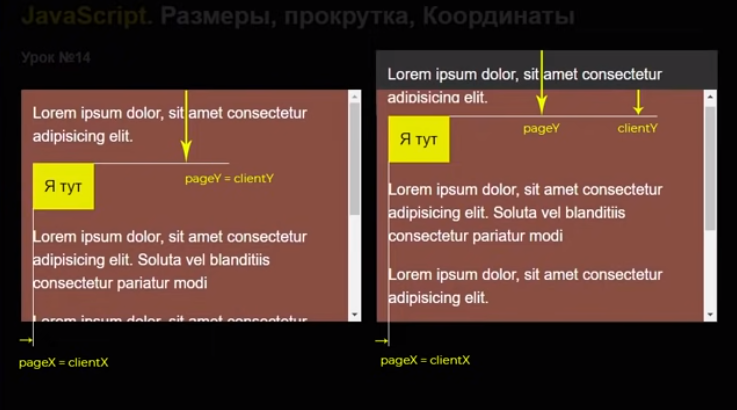 JavaScript. Размеры, прокрутка, Координаты
Урок №14
Lorem ipsum dolor, sit amet consectetur
adipisicing elit.
Я тут
pageY = clientY
Lorem ipsum dolor, sit amet consectetur
adipisicing elit. Soluta vel blanditiis
consectetur pariatur modi
Lorem ipsum dolor, sit amet consectetur
pageX = clientX
Lorem ipsum dolor, sit amet consectetur
adipisicing elit.
Я тут
pageY
clientY
Lorem ipsum dolor, sit amet consectetur
adipisicing elit. Soluta vel blanditiis
consectetur pariatur modi
Lorem ipsum dolor, sit amet consectetur
adipisicing elit.
pageX = clientX